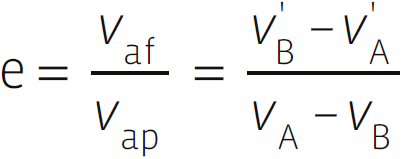 e = v_af / v_ap = (v'_B − v'_A) / (v_A − v_B)